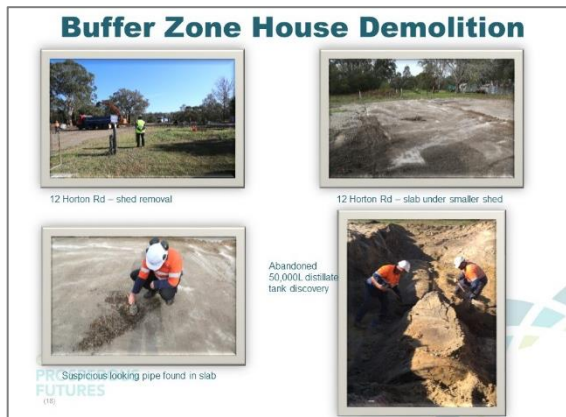 Buffer Zone House Demolition
12 Horton Rd – shed removal
12 Horton Rd – slab under smaller shed
Abandoned
50,000L distillate
tank discovery
Suspicious looking pipe found in slab
FUTURES
(18)